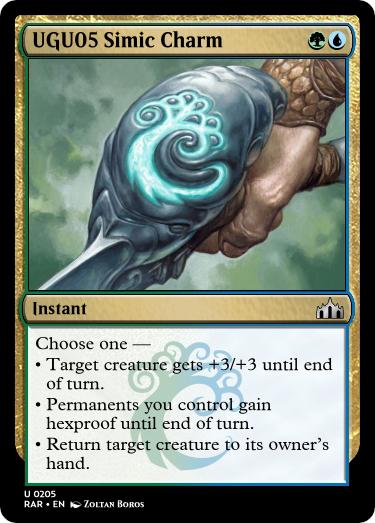 UGU05 Simic Charm
Instant
Choose one —
• Target creature gets +3/+3 until end
of turn.
• Permanents you control gain
hexproof until end of turn.
• Return target creature to its owner's
hand.
U 0205
RAR • EN Zoltan Boros